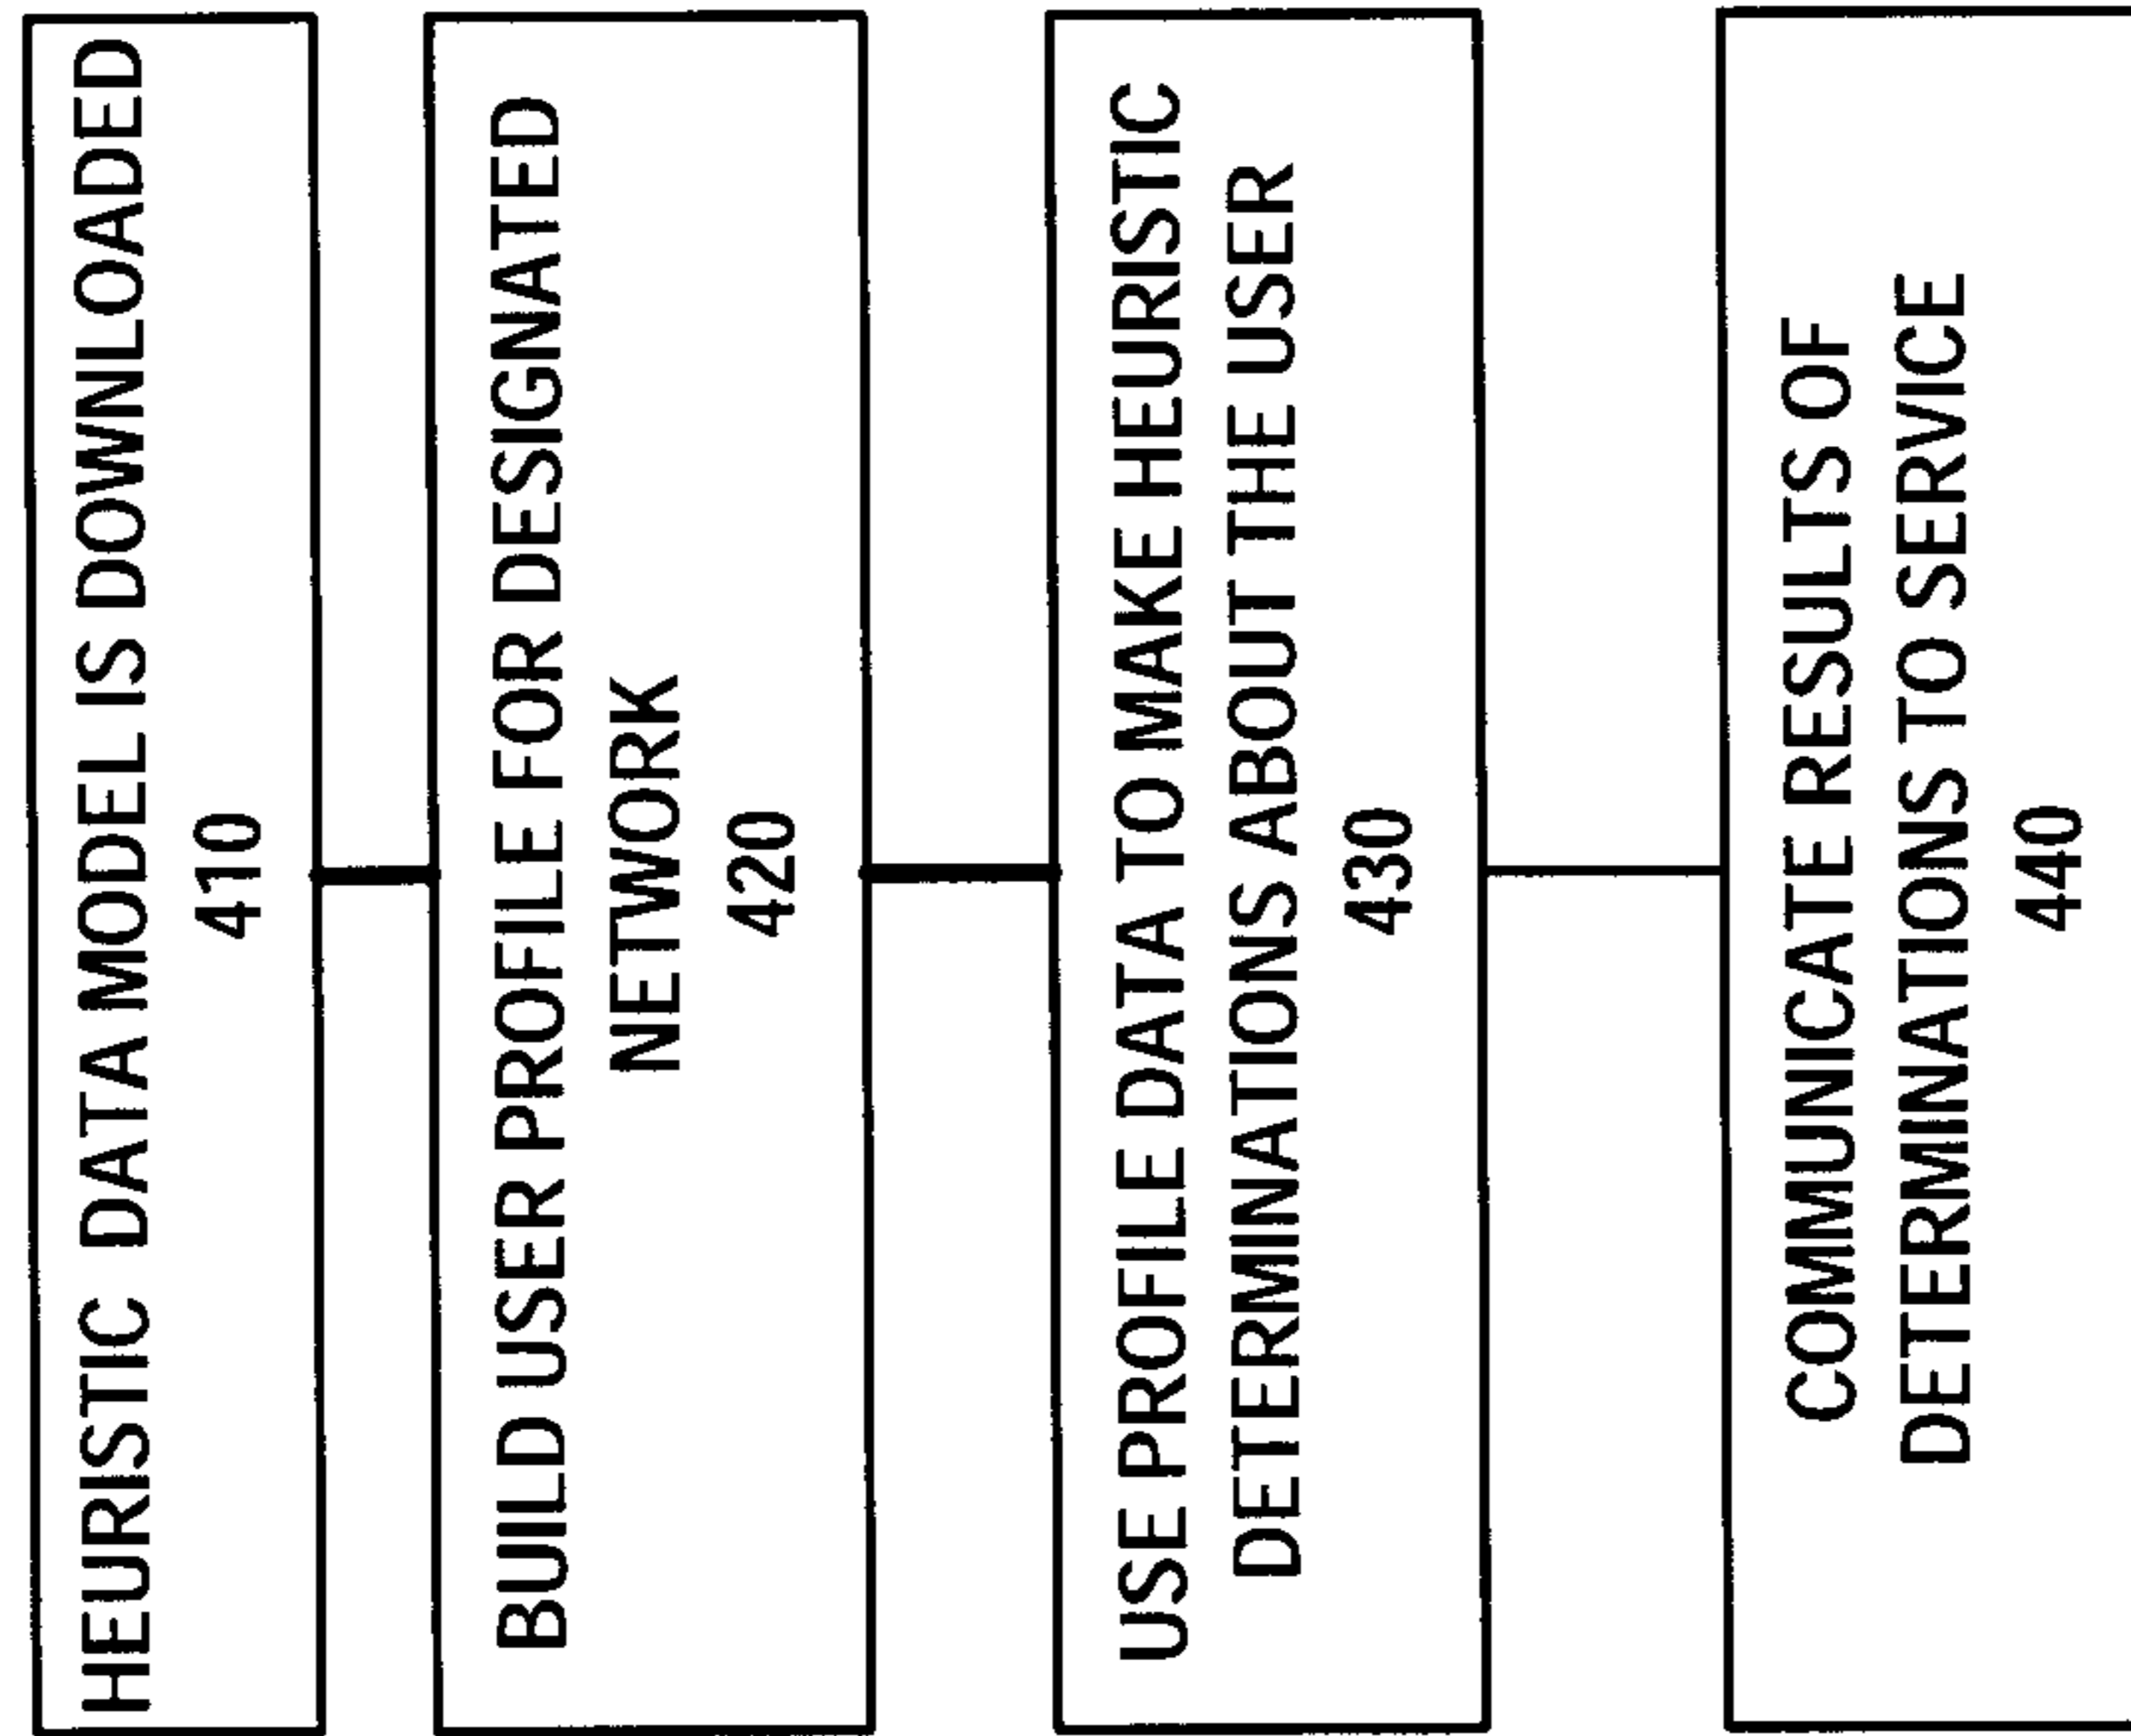 HEURISTIC DATA MODEL IS DOWNLOADED
410
BUILD USER PROFILE FOR DESIGNATED
NETWORK
420
USE PROFILE DATA TO MAKE HEURISTIC
DETERMINATIONS ABOUT THE USER
430
COMMUNICATE RESULTS OF
DETERMINATIONS TO SERVICE
440